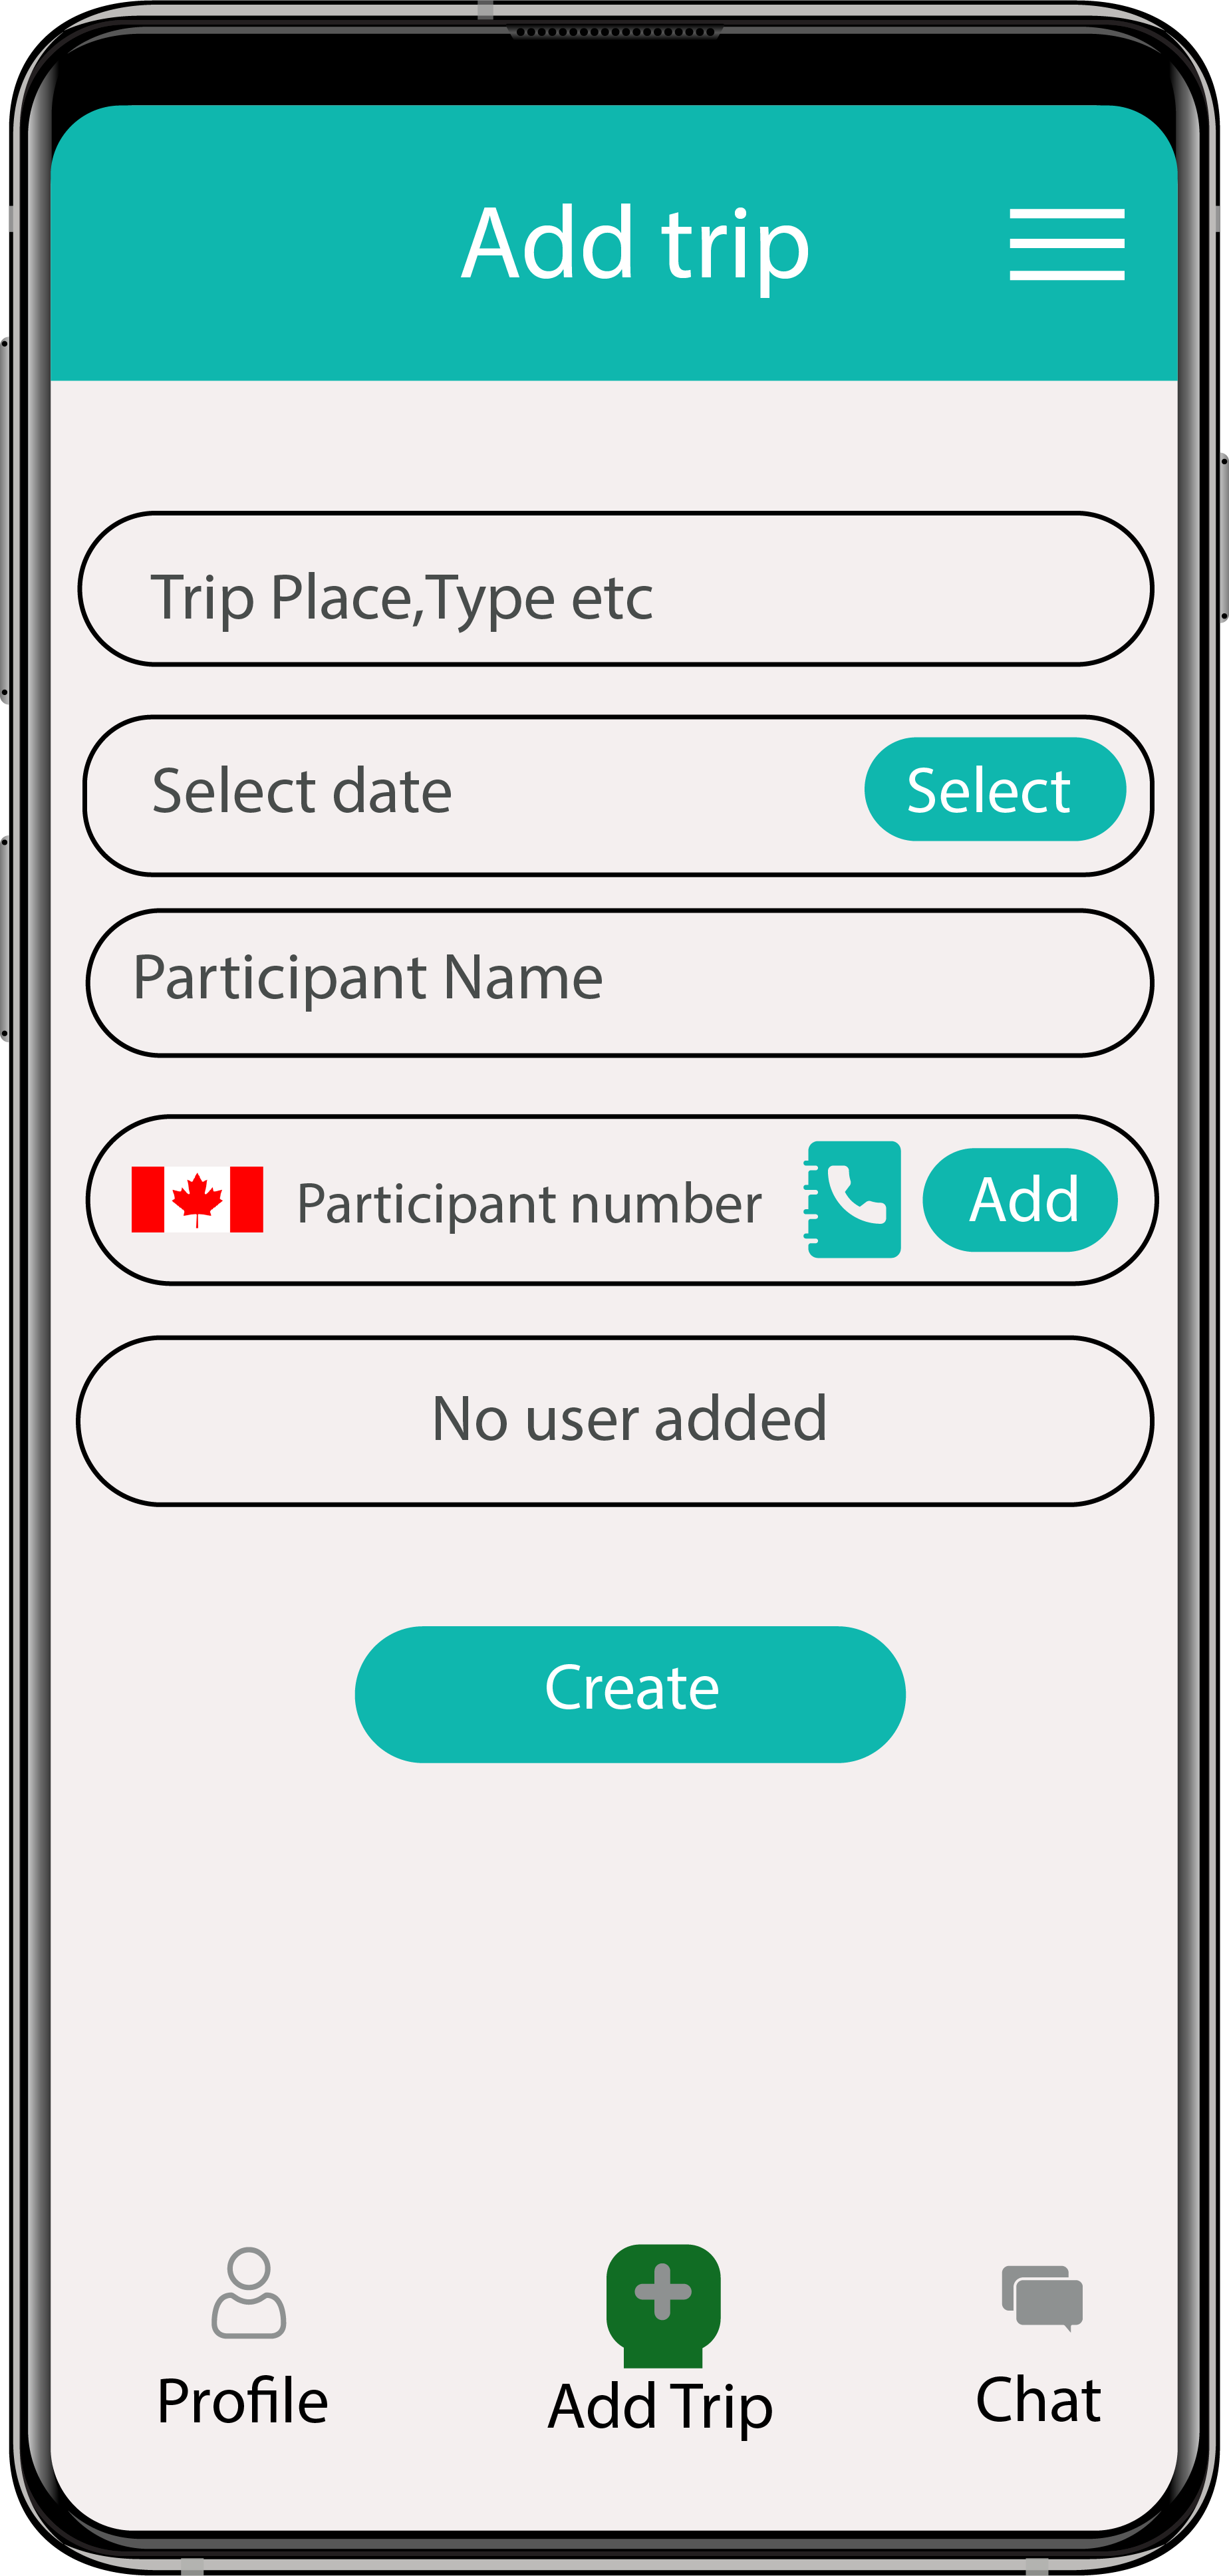 Add trip
Trip Place,Type etc
Select date
Select
Participant Name
Participant number
Add
No user added
Create
Profile
Add Trip
Chat